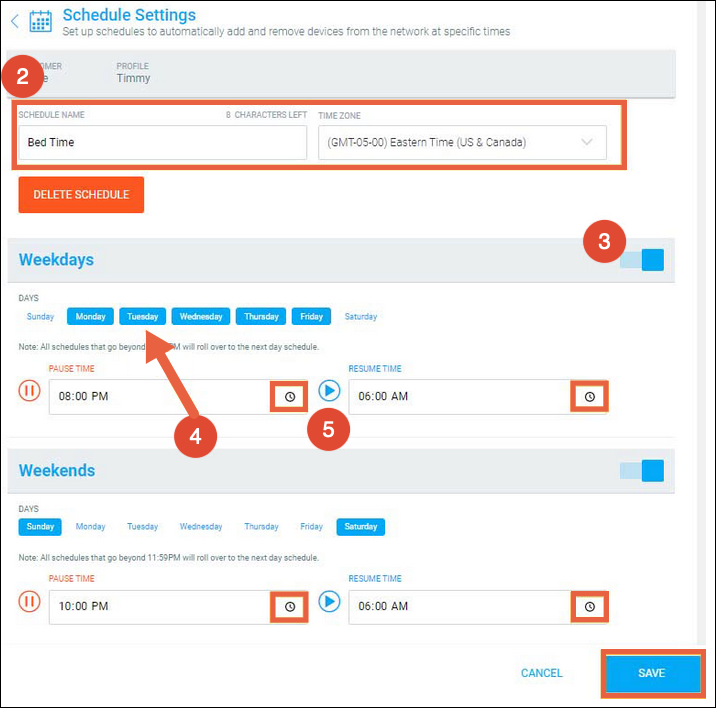 Schedule Settings
Set up schedules to automatically add and remove devices from the network at specific times
PROFILE
2
Timmy
SCHEDULE NAME 8 CHARACTERS LEFT TIME ZONE
Bed Time (GMT-05-00) Eastern Time (US & Canada)
DELETE SCHEDULE
3
Weekdays
DAYS
Sunday Monday Tuesday Wednesday Thursday Friday Saturday
Note: All schedules that go beyond PM will roll over to the next day schedule.
PAUSE TIME RESUME TIME
08:00 PM 06:00 AM
4 5
Weekends
DAYS
Sunday Monday Tuesday Wednesday Thursday Friday Saturday
Note: All schedules that go beyond 11:59PM will roll over to the next day schedule.
PAUSE TIME RESUME TIME
10:00 PM 06:00 AM
CANCEL SAVE